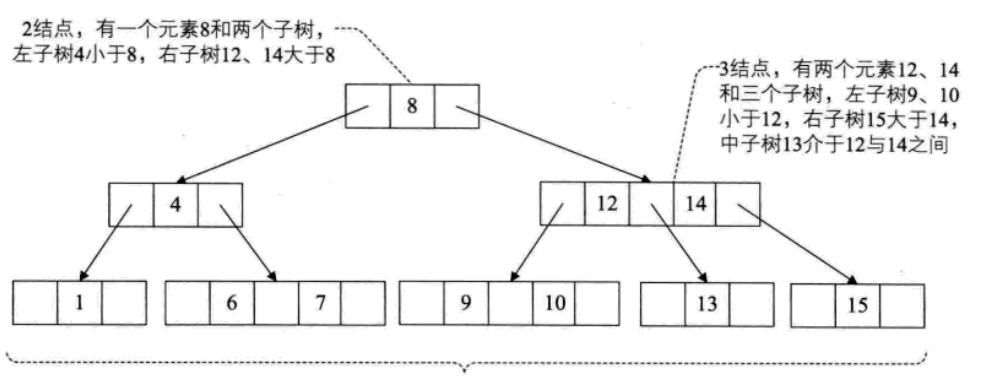 2结点，有一个元素8和两个子树，
左子树4小于8，右子树12、14大于8
3结点，有两个元素12、14
和三个子树，左子树9、10
小于12，右子树15大于14，
中子树13介于12与14之间
8
4
12 14
1
6 7
9 10
13
15